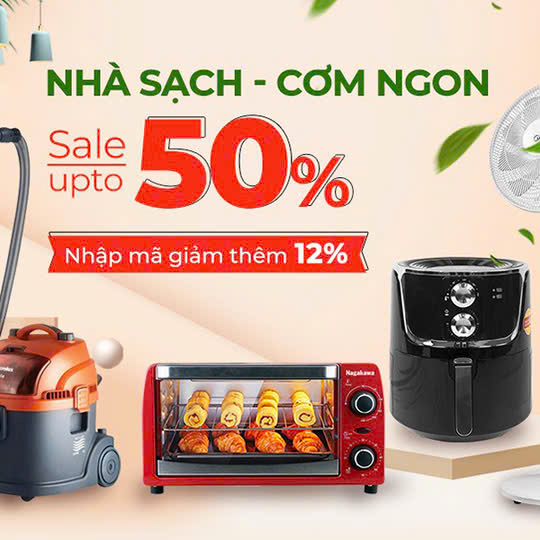 NHÀ SẠCH - CƠM NGON
Sale
upto
50%
Nhập mã giảm thêm 12%
Nagakawa